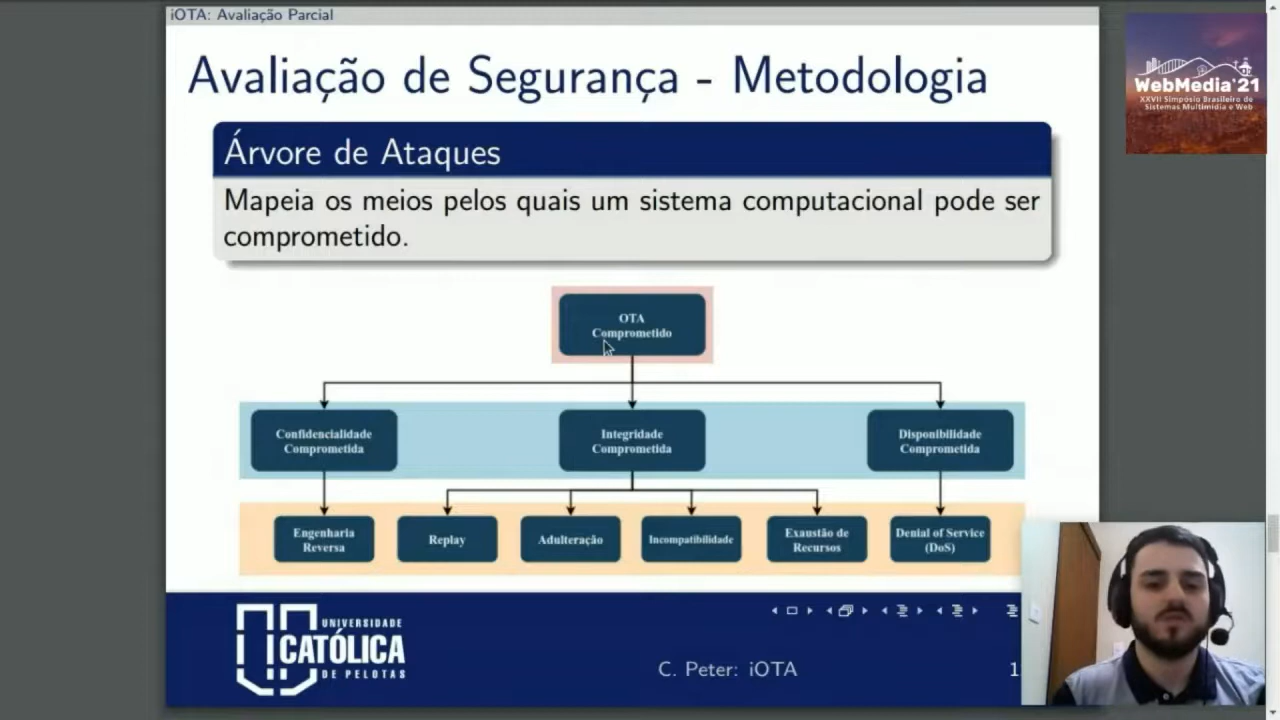 iOTA: Avaliação Parcial
Avaliação de Segurança - Metodologia
WebMedia'21
XXVII Simpósio Brasileiro de
Sistemas Multimídia e Web
Árvore de Ataques
Mapeia os meios pelos quais um sistema computacional pode ser
comprometido.
OTA
Comprometido
Confidencialidade
Comprometida
Integridade
Comprometida
Disponibilidade
Comprometida
Engenharia
Reversa
Replay
Adulteração
Incompatibilidade
Exaustão de
Recursos
Denial of Service
(DoS)
UNIVERSIDADE
CATÓLICA
DE PELOTAS
C. Peter: iOTA
1